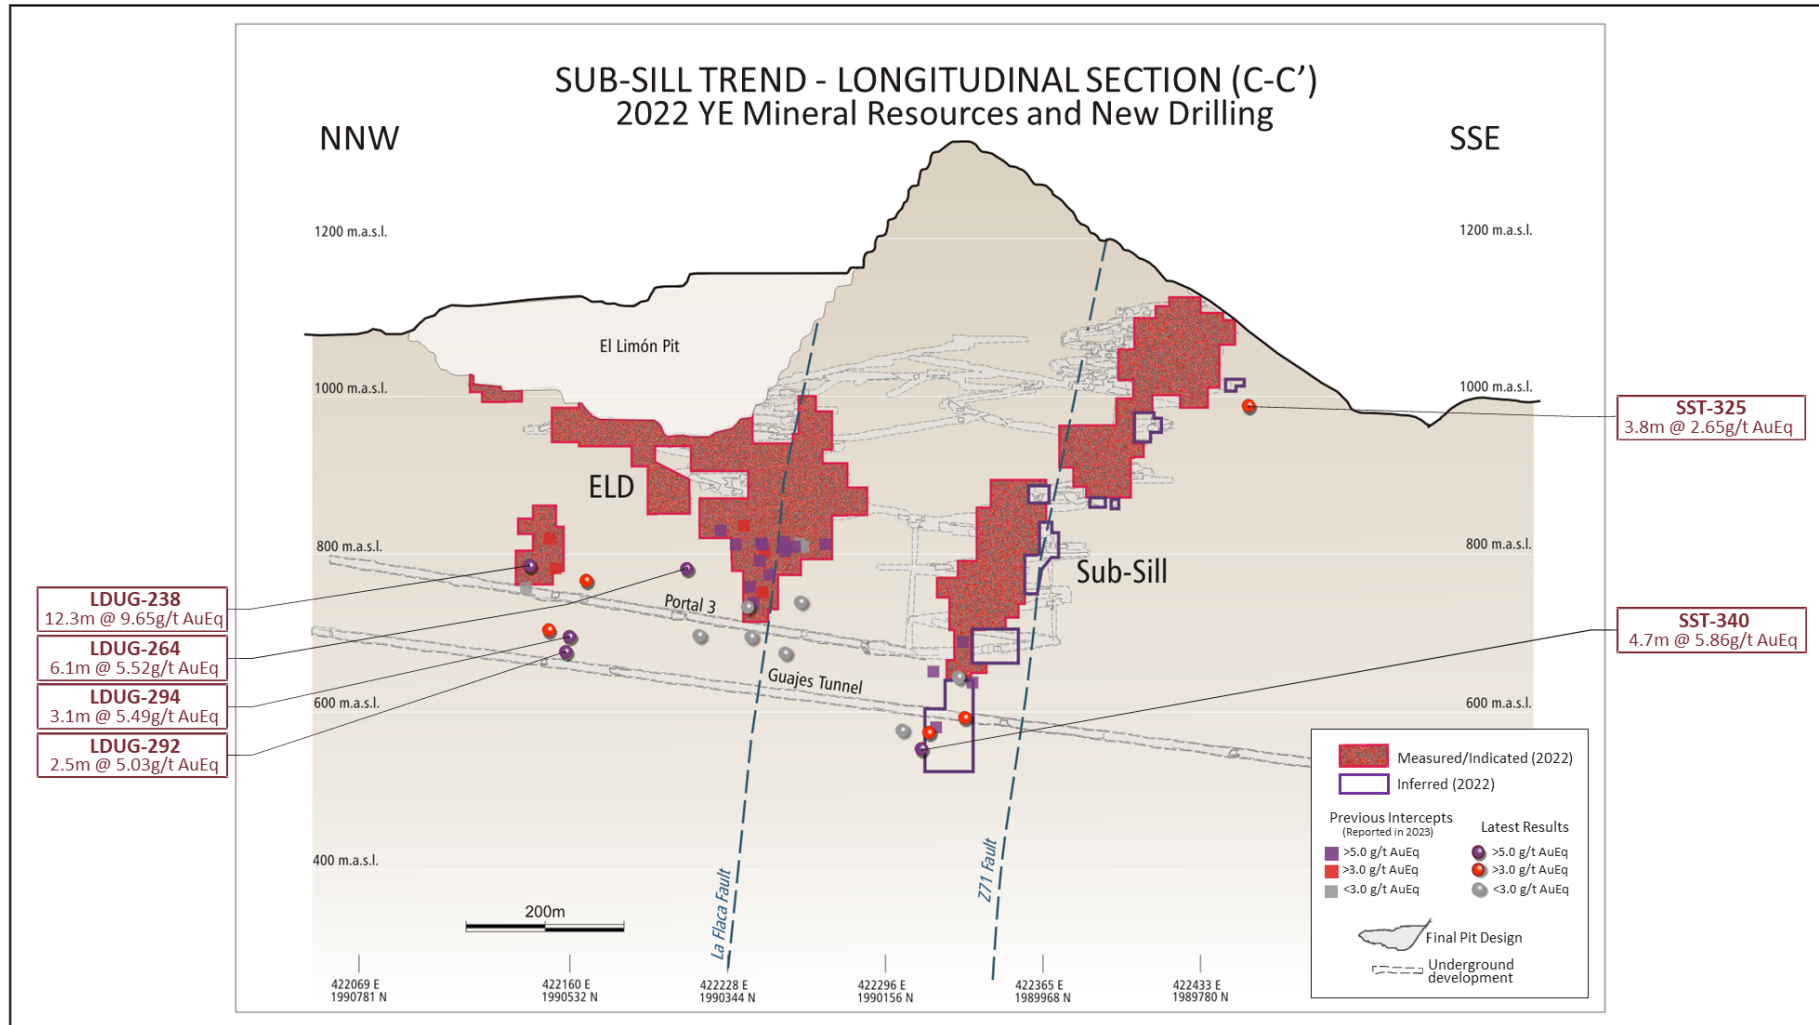 SUB-SILL TREND - LONGITUDINAL SECTION (C-C’)
2022 YE Mineral Resources and New Drilling
NNW
SSE
1200 m.a.s.l.
1200 m.a.s.l.
El Limón Pit
1000 m.a.s.l.
1000 m.a.s.l.
SST-325
3.8m @ 2.65g/t AuEq
ELD
800 m.a.s.l.
800 m.a.s.l.
Sub-Sill
LDUG-238
12.3m @ 9.65g/t AuEq
Portal 3
SST-340
4.7m @ 5.86g/t AuEq
LDUG-264
6.1m @ 5.52g/t AuEq
Guajes Tunnel
LDUG-294
3.1m @ 5.49g/t AuEq
600 m.a.s.l.
600 m.a.s.l.
LDUG-292
2.5m @ 5.03g/t AuEq
Measured/Indicated (2022)
Inferred (2022)
Previous Intercepts
(Reported in 2023)
>5.0 g/t AuEq
>3.0 g/t AuEq
<3.0 g/t AuEq
Latest Results
>5.0 g/t AuEq
>3.0 g/t AuEq
<3.0 g/t AuEq
Final Pit Design
Underground
development
400 m.a.s.l.
La Flaca Fault
Z71 Fault
200m
422069 E
1990781 N
422160 E
1990532 N
422228 E
1990344 N
422296 E
1990156 N
422365 E
1989968 N
422433 E
1989780 N